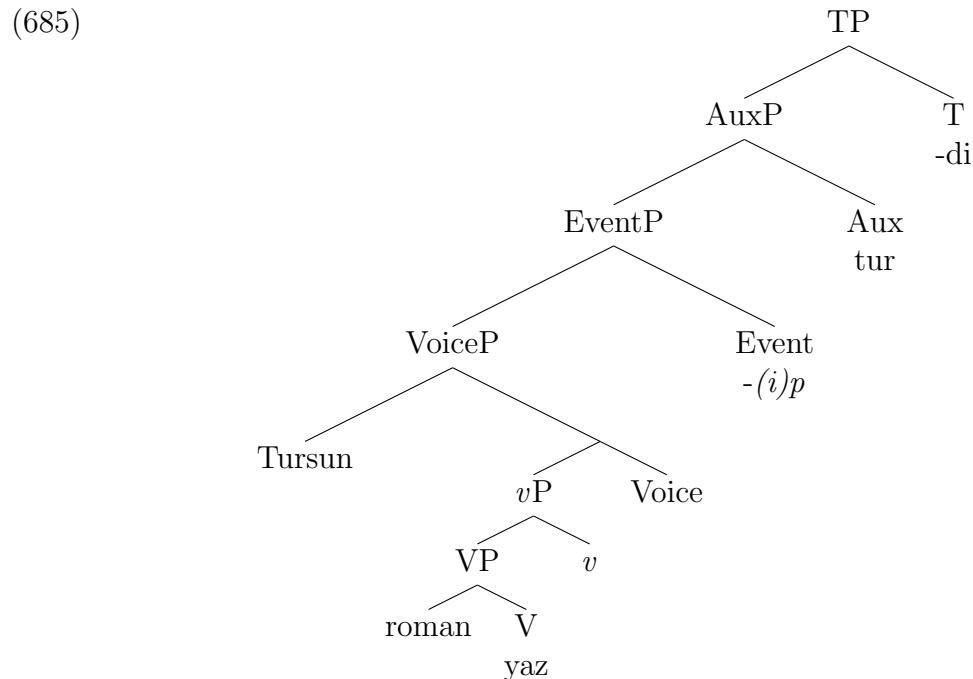 (685)
TP
AuxP T
-di
EventP Aux
tur
VoiceP Event
-(i)p
Tursun
vP Voice
VP v
roman V
yaz